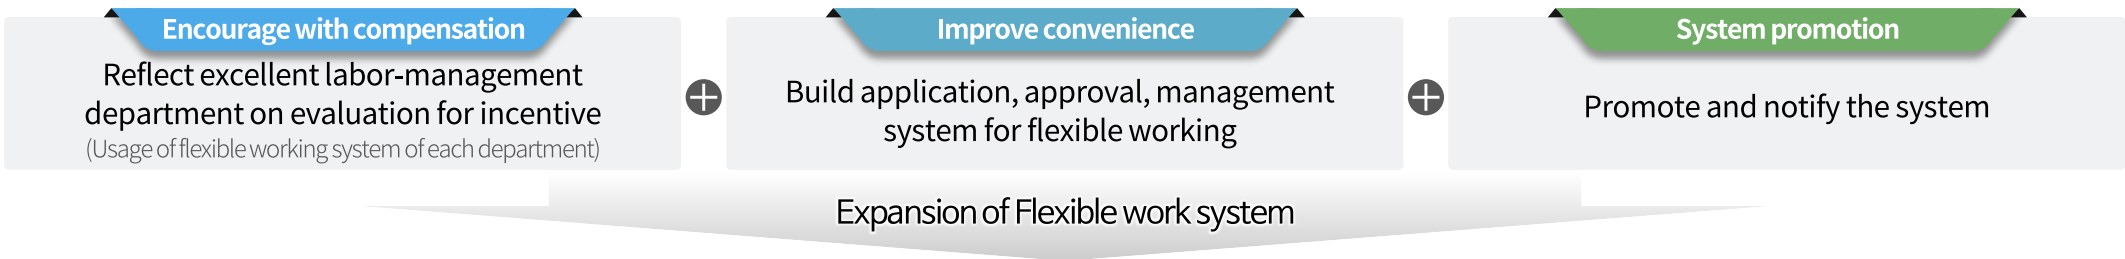 Encourage with compensation
Reflect excellent labor-management
department on evaluation for incentive
(Usage of flexible working system of each department)
Improve convenience
Build application, approval, management
system for flexible working
System promotion
Promote and notify the system
Expansion of Flexible work system